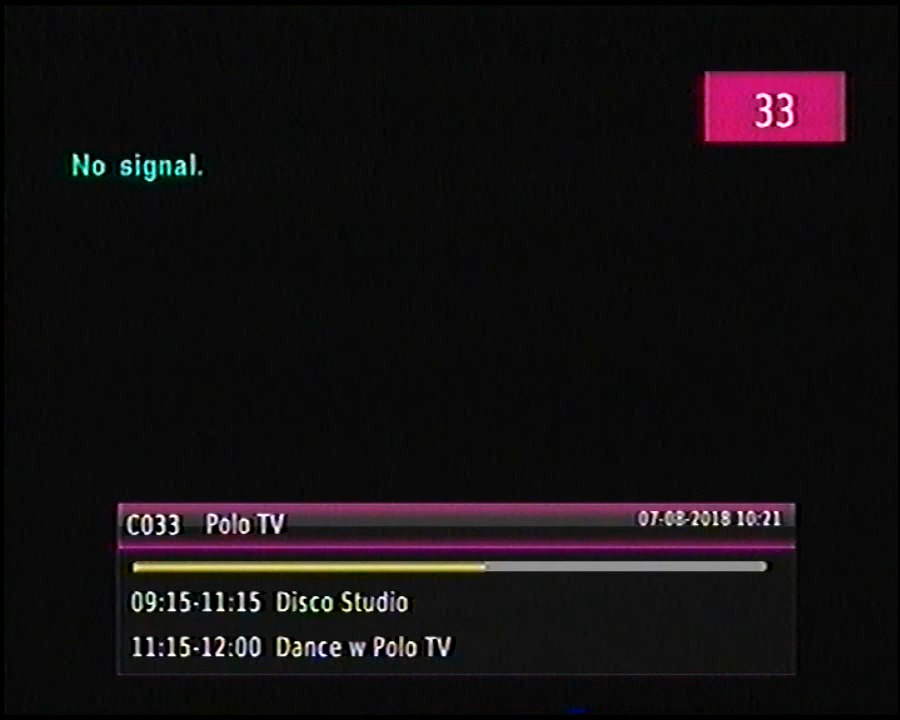 33
No signal.
C033 Polo TV 07-08-2018 10:21
09:15-11:15 Disco Studio
11:15-12:00 Dance w Polo TV